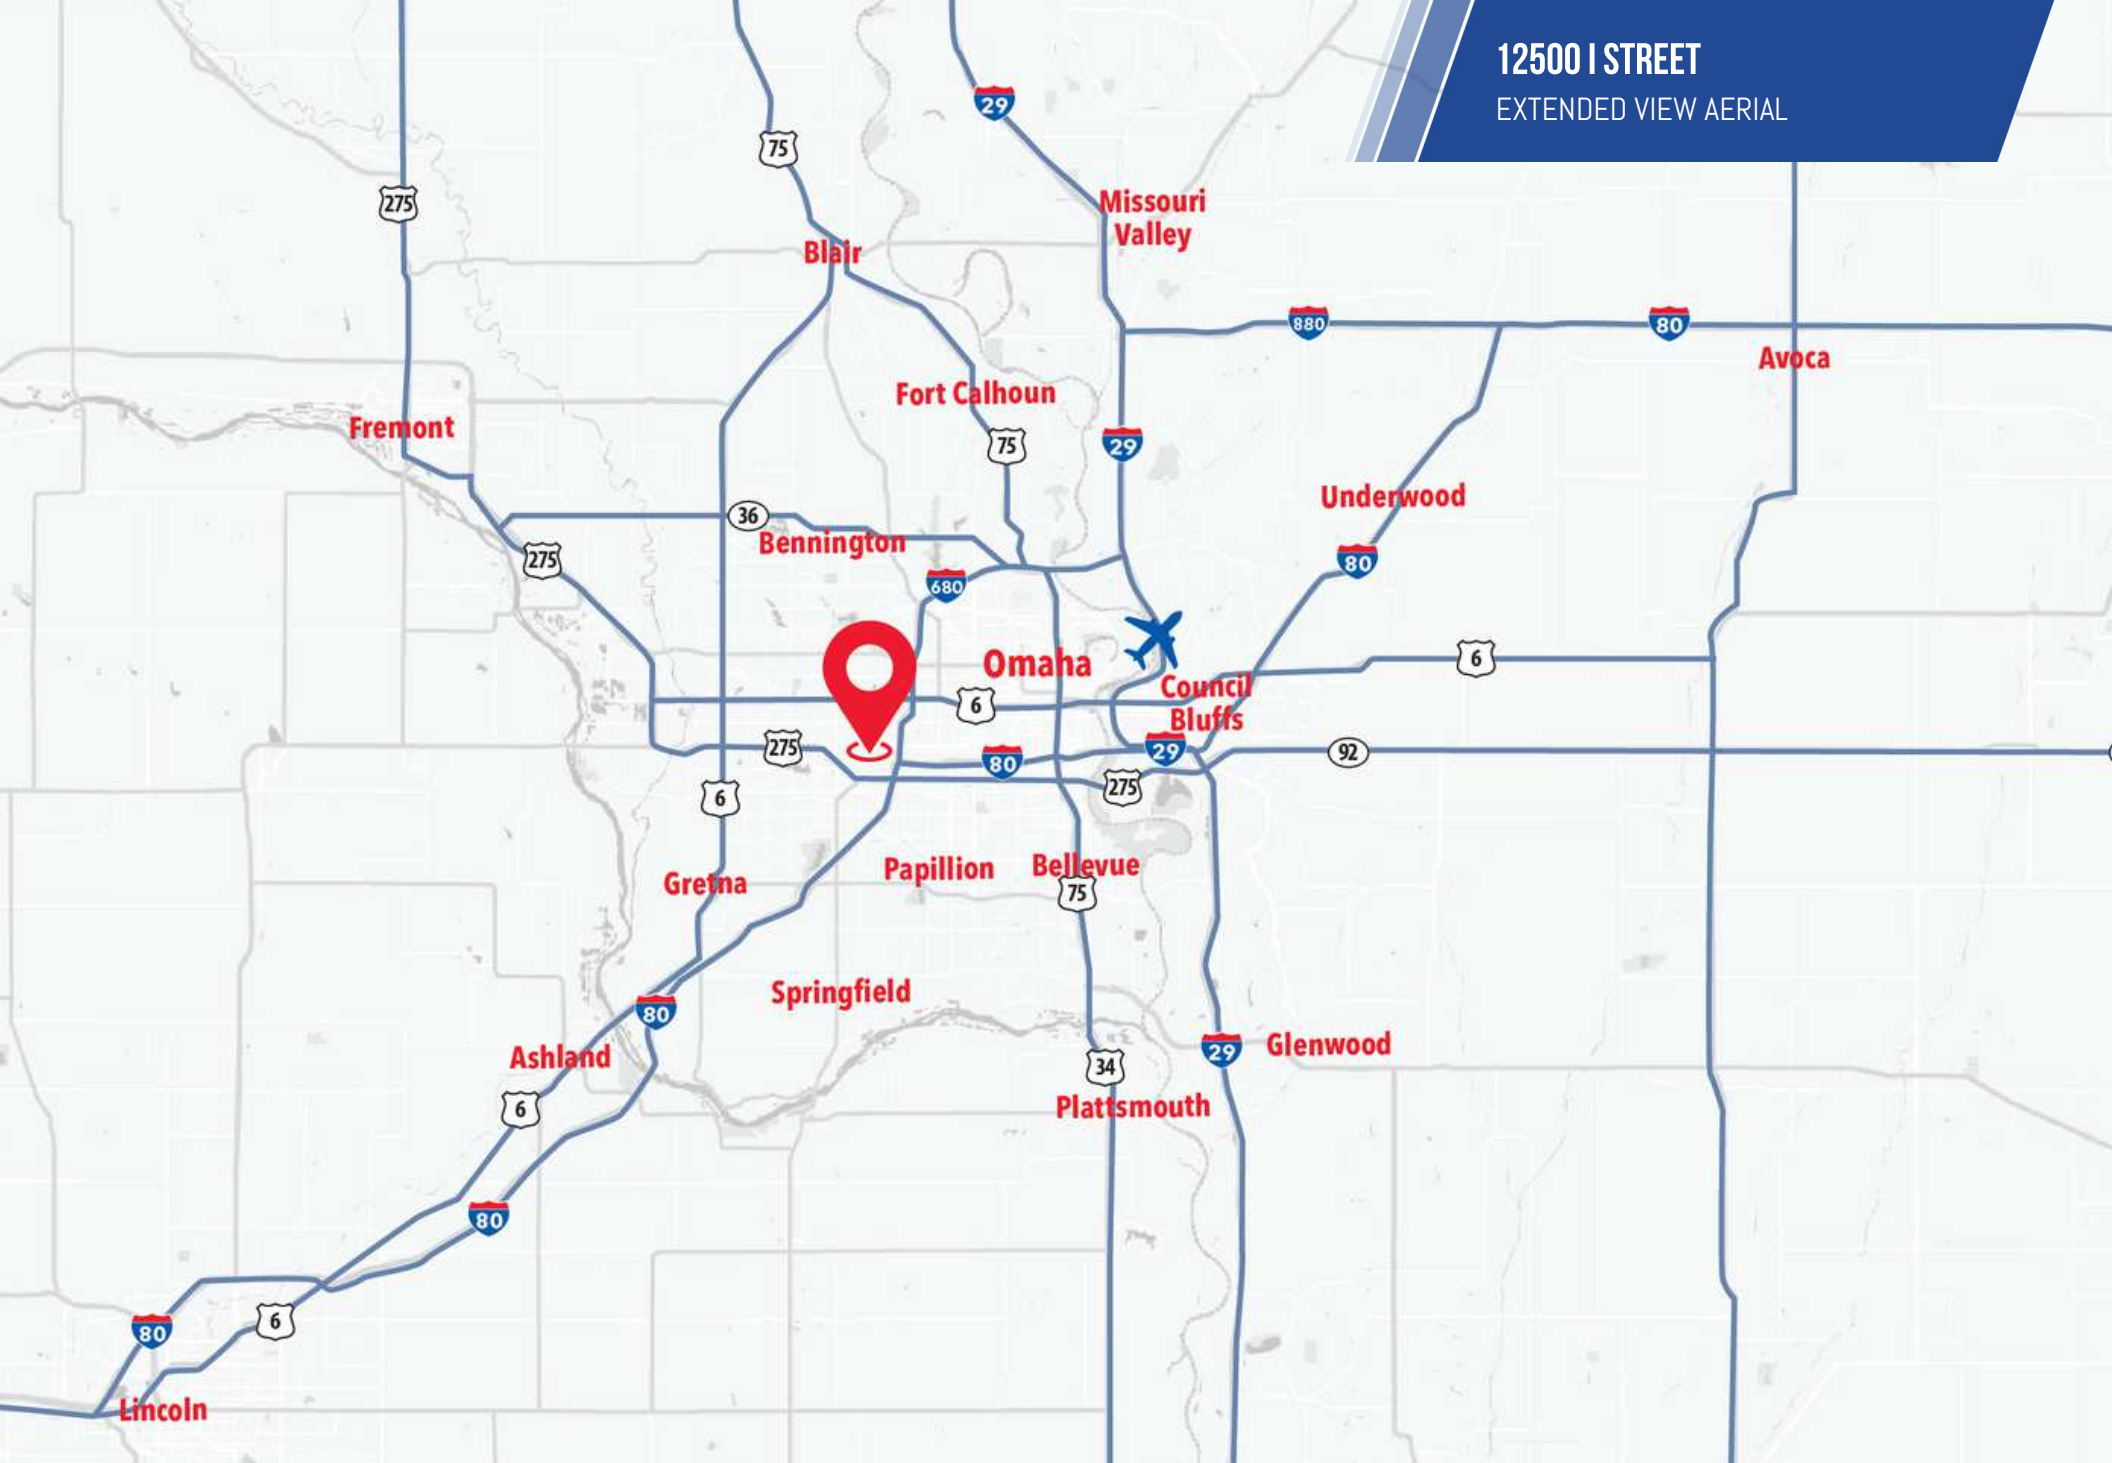 12500 I STREET
EXTENDED VIEW AERIAL
29
75
275
Missouri
Valley
Blair
880
80
Avoca
Fort Calhoun
Fremont
75
29
Underwood
36
Bennington
275
80
680
Omaha
6
Council
Bluffs
6
275
80
29
92
6
275
Gretna
Papillion
Bellevue
75
Springfield
80
Ashland
29
Glenwood
34
6
Plattsmouth
80
80
6
Lincoln